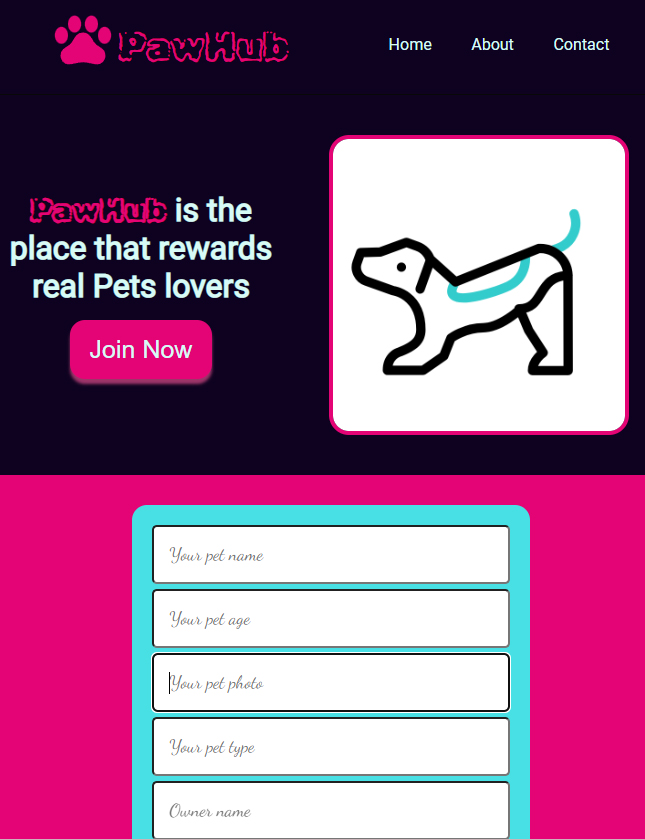 PawHub
Home About Contact
PawHub is the
place that rewards
real Pets lovers
Join Now
Your pet name
Your pet age
Your pet photo
Your pet type
Owner name